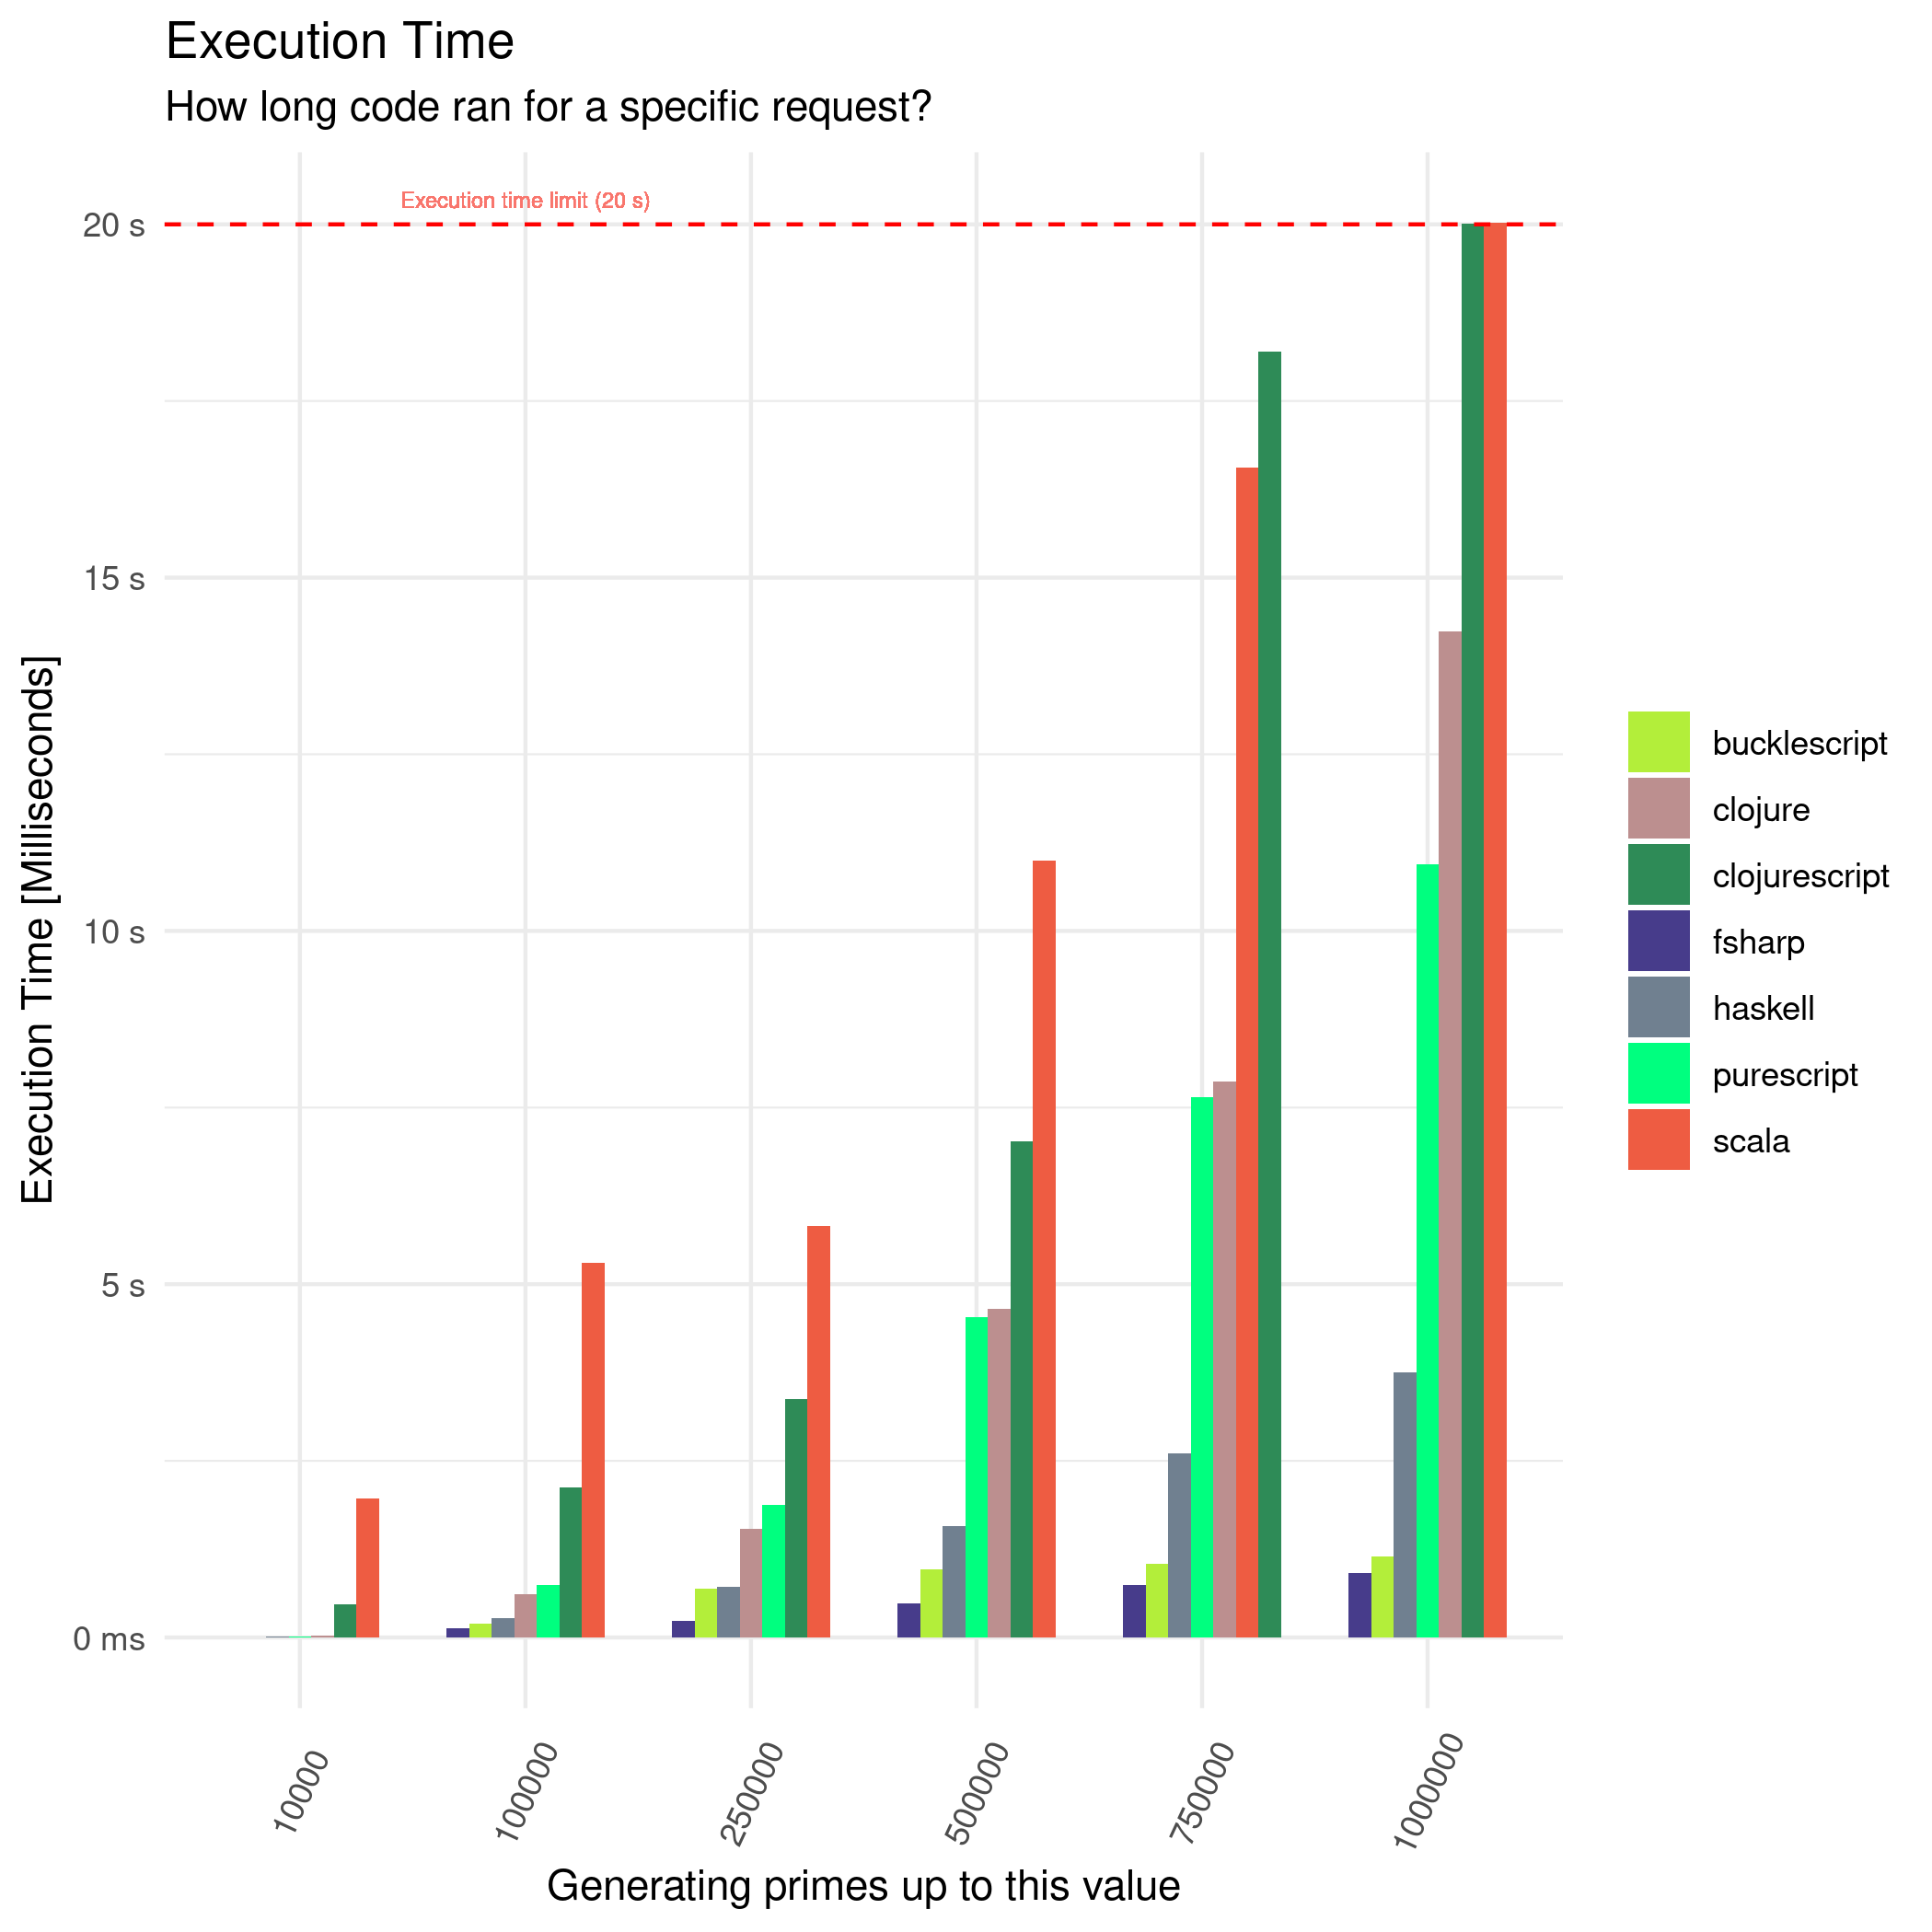 Execution Time
How long code ran for a specific request?
Execution time limit (20 s)
20 s
15 s
10 s
5 s
0 ms
Execution Time [Milliseconds]
bucklescript
clojure
clojurescript
fsharp
haskell
purescript
scala
10000
100000
250000
500000
750000
1000000
Generating primes up to this value